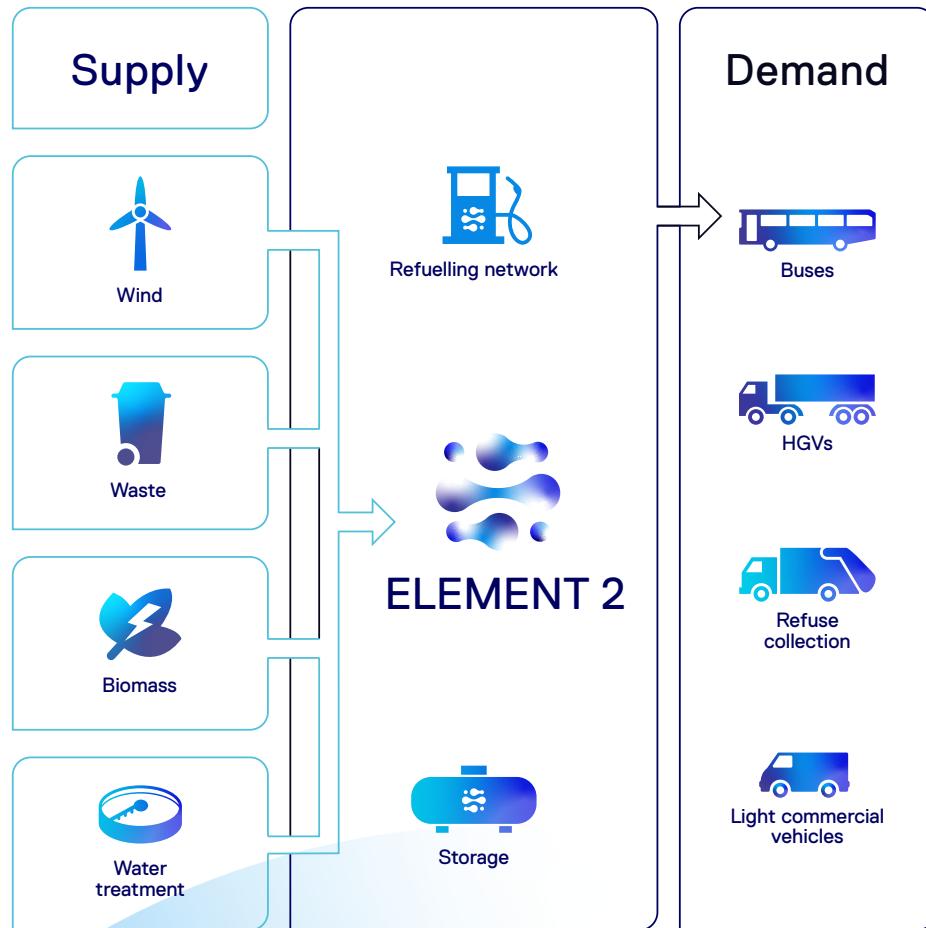 Supply
Wind
Waste
Biomass
Water
treatment
Refuelling network
ELEMENT 2
Storage
Demand
Buses
HGVs
Refuse
collection
Light commercial
vehicles